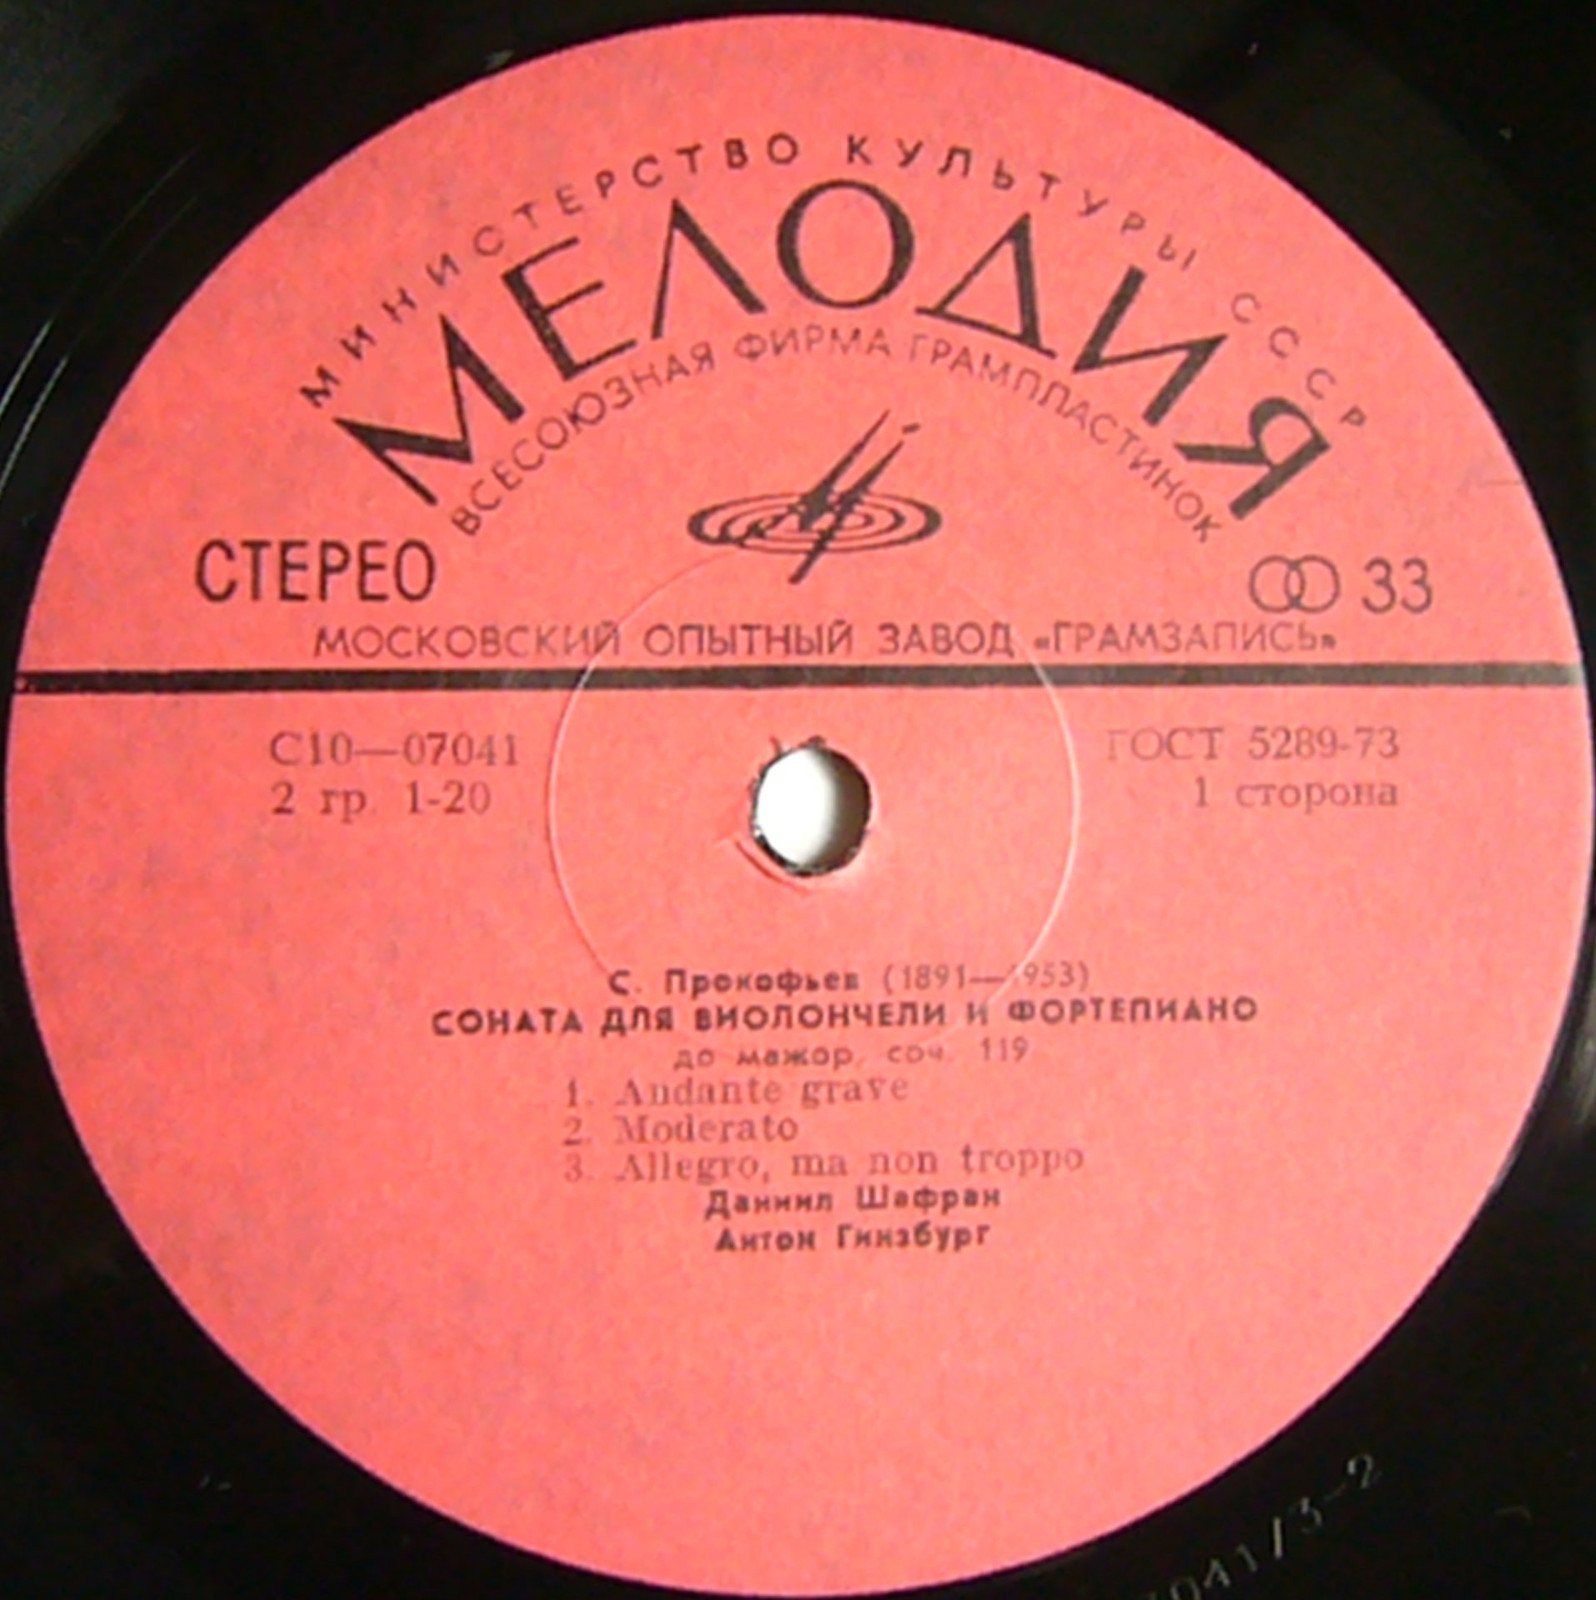 МИНИСТЕРСТВО КУЛЬТУРЫ СССР
МЕЛОДИЯ
ВСЕСОЮЗНАЯ ФИРМА ГРАМПЛАСТИНОК
СТЕРЕО
33
МОСКОВСКИЙ ОПЫТНЫЙ ЗАВОД «ГРАМЗАПИСЬ»
С10—07041
ГОСТ 5289-73
2 гр. 1-20
1 сторона
С. Прокофьев (1891—1953)
СОНАТА ДЛЯ ВИОЛОНЧЕЛИ И ФОРТЕПИАНО
до мажор, соч. 119
1. Andante grave
2. Moderato
3. Allegro, ma non troppo
Даниил Шафран
Антон Гинзбург